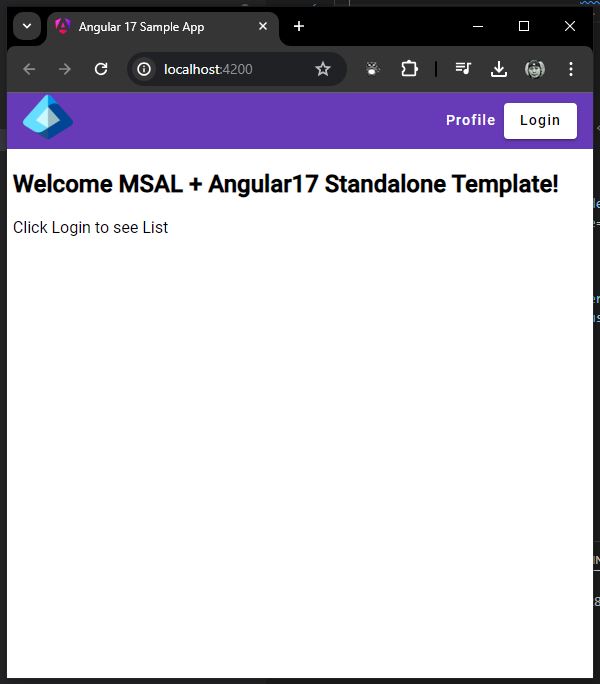 Angular 17 Sample App
localhost:4200
Profile
Login
Welcome MSAL + Angular17 Standalone Template!
Click Login to see List